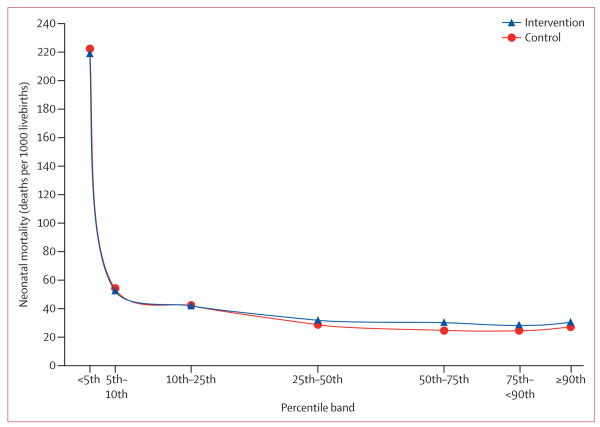 240
220
200
180
160
140
120
100
80
60
40
20
0
Neonatal mortality (deaths per 1000 livebirths)
Intervention
Control
<5th
5th–
10th
10th–25th
25th–50th
50th–75th
75th–
<90th
≥90th
Percentile band